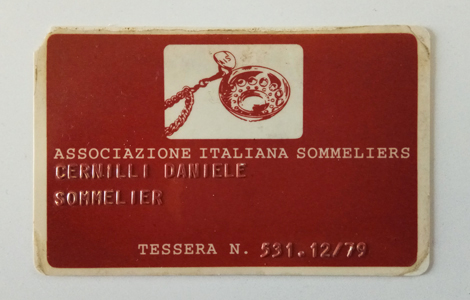 ASSOCIAZIONE ITALIANA SOMMELIERS
CERNILLI DANIELE
SOMMELIER
TESSERA N. 531.12/79